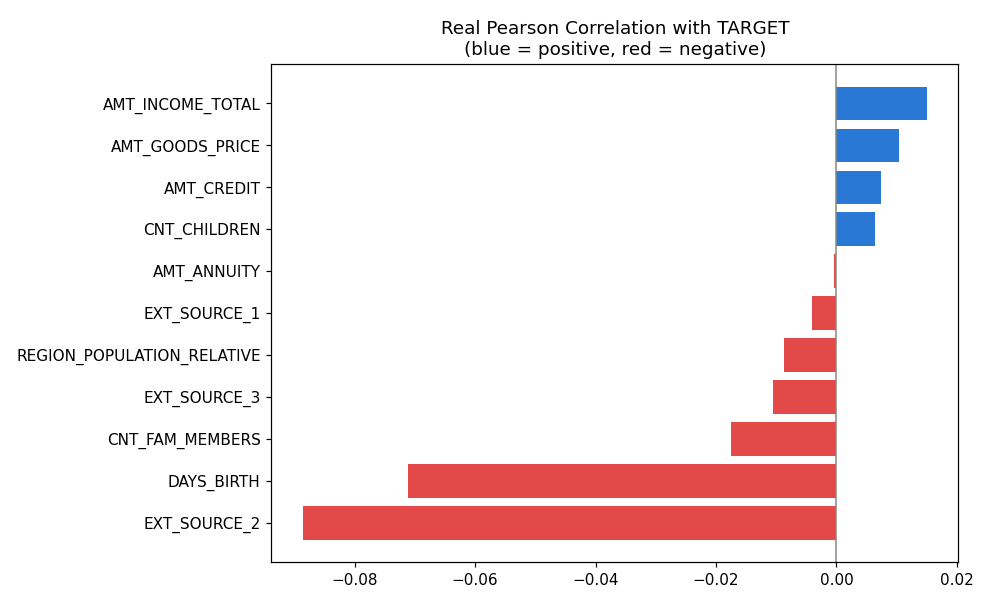 Real Pearson Correlation with TARGET
(blue = positive, red = negative)
AMT_INCOME_TOTAL
AMT_GOODS_PRICE
AMT_CREDIT
CNT_CHILDREN
AMT_ANNUITY
EXT_SOURCE_1
REGION_POPULATION_RELATIVE
EXT_SOURCE_3
CNT_FAM_MEMBERS
DAYS_BIRTH
EXT_SOURCE_2
−0.08 −0.06 −0.04 −0.02 0.00 0.02